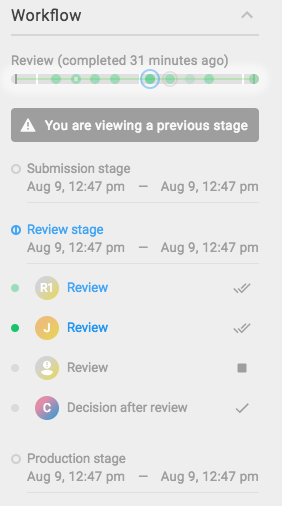 Workflow
Review (completed 31 minutes ago)
You are viewing a previous stage
Submission stage
Aug 9, 12:47 pm — Aug 9, 12:47 pm
Review stage
Aug 9, 12:47 pm — Aug 9, 12:47 pm
R1 Review
J Review
Review
C Decision after review
Production stage
Aug 9, 12:47 pm — Aug 9, 12:47 pm